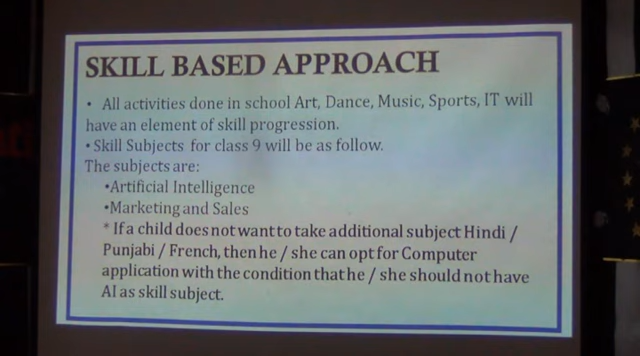 SKILL BASED APPROACH
• All activities done in school Art, Dance, Music, Sports, IT will
have an element of skill progression.
• Skill Subjects for class 9 will be as follow.
The subjects are:
•Artificial Intelligence
•Marketing and Sales
* If a child does not want to take additional subject Hindi /
Punjabi / French, then he / she can opt for Computer
application with the condition that he / she should not have
AI as skill subject.